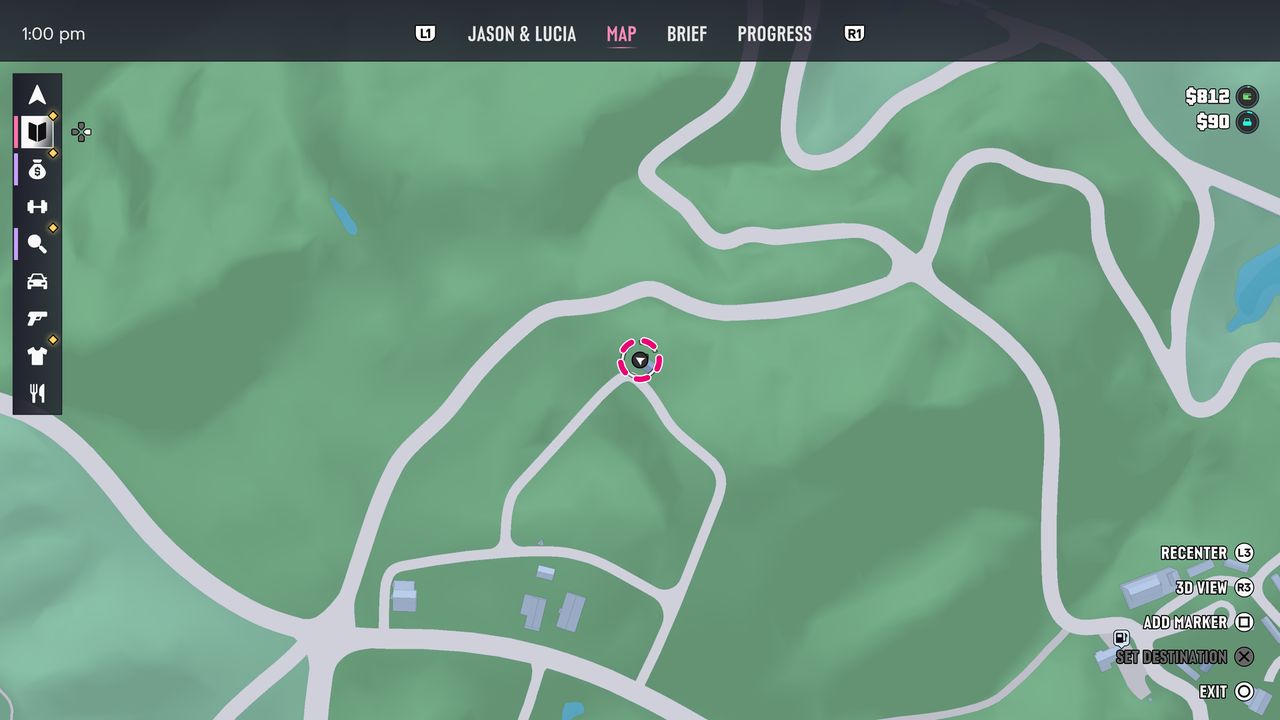 1:00 pm
L1 JASON & LUCIA MAP BRIEF PROGRESS R1
$812
$90
RECENTER L3
3D VIEW R3
ADD MARKER
SET DESTINATION
EXIT